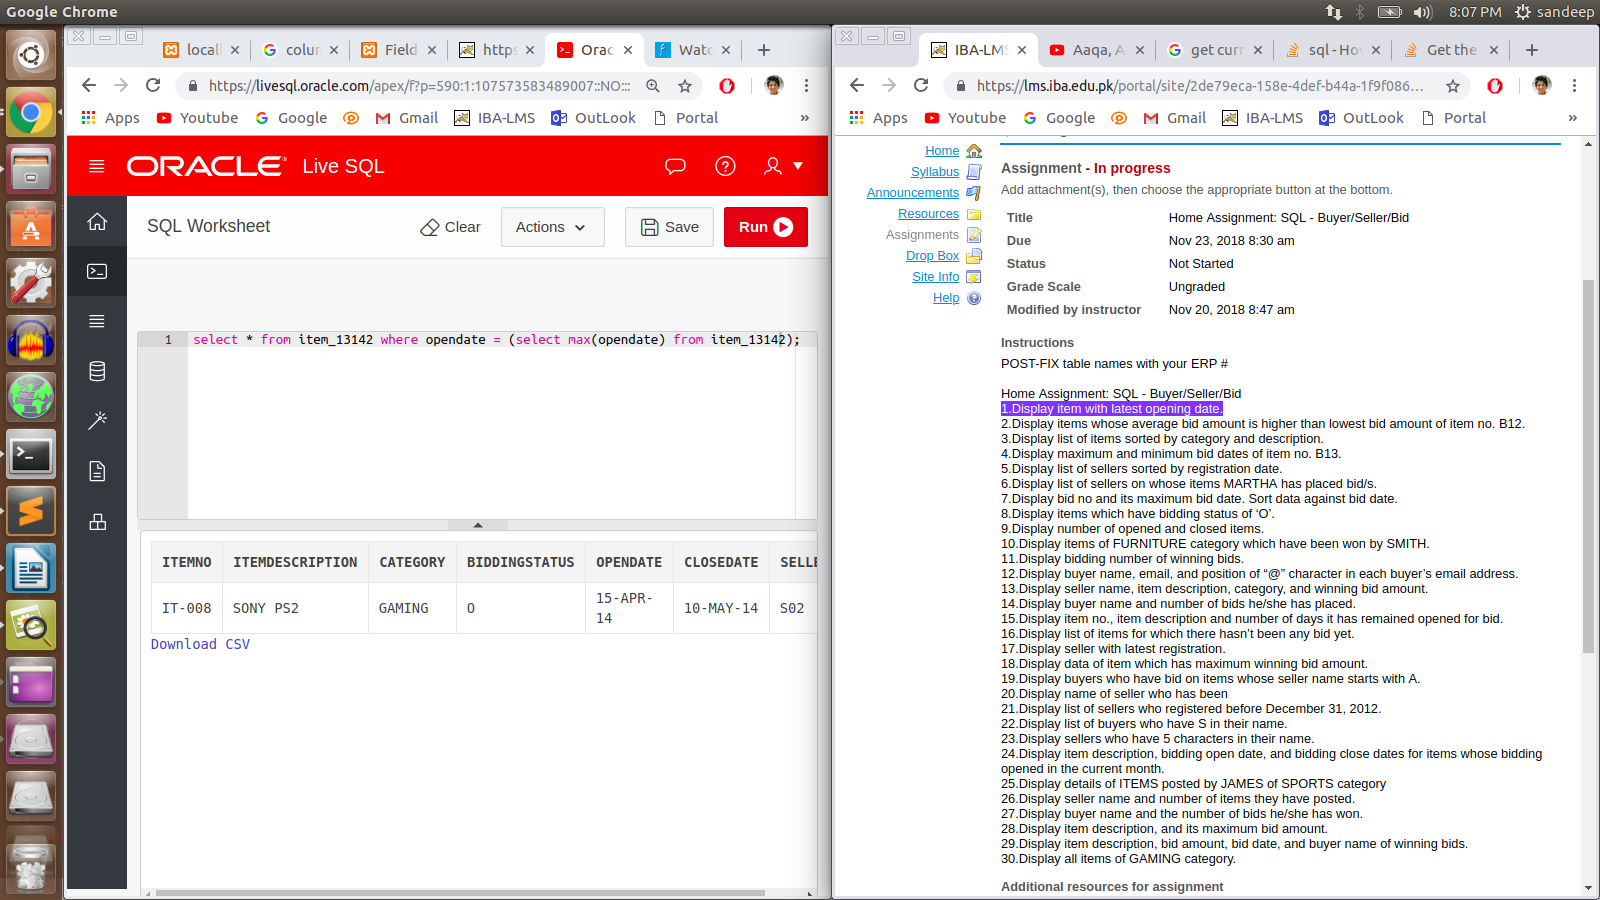 Google Chrome
8:07 PM sandeep
locall
colur
Field
https
Orac
Watc
https://livesql.oracle.com/apex/f?p=590:1:107573583489007::NO:::
Apps YouTube Google Gmail IBA-LMS OutLook Portal »
ORACLE Live SQL
SQL Worksheet
Clear Actions Save Run
1 select * from item_13142 where opendate = (select max(opendate) from item_13142);
ITEMNO ITEMDESCRIPTION CATEGORY BIDDINGSTATUS OPENDATE CLOSEDATE SELLE
IT-008 SONY PS2 GAMING O 15-APR-14 10-MAY-14 S02
Download CSV
IBA-LMS
Aaqa, A
get curr
sql - Hov
Get the
https://lms.iba.edu.pk/portal/site/2de79eca-158e-4def-b44a-1f9f086...
Apps YouTube Google Gmail IBA-LMS OutLook Portal »
Home
Syllabus
Announcements
Resources
Assignments
Drop Box
Site Info
Help
Assignment - In progress
Add attachment(s), then choose the appropriate button at the bottom.
Title Home Assignment: SQL - Buyer/Seller/Bid
Due Nov 23, 2018 8:30 am
Status Not Started
Grade Scale Ungraded
Modified by instructor Nov 20, 2018 8:47 am
Instructions
POST-FIX table names with your ERP #
Home Assignment: SQL - Buyer/Seller/Bid
1.Display item with latest opening date.
2.Display items whose average bid amount is higher than lowest bid amount of item no. B12.
3.Display list of items sorted by category and description.
4.Display maximum and minimum bid dates of item no. B13.
5.Display list of sellers sorted by registration date.
6.Display list of sellers on whose items MARTHA has placed bid/s.
7.Display bid no and its maximum bid date. Sort data against bid date.
8.Display items which have bidding status of ‘O’.
9.Display number of opened and closed items.
10.Display items of FURNITURE category which have been won by SMITH.
11.Display bidding number of winning bids.
12.Display buyer name, email, and position of “@” character in each buyer’s email address.
13.Display seller name, item description, category, and winning bid amount.
14.Display buyer name and number of bids he/she has placed.
15.Display item no., item description and number of days it has remained opened for bid.
16.Display list of items for which there hasn’t been any bid yet.
17.Display seller with latest registration.
18.Display data of item which has maximum winning bid amount.
19.Display buyers who have bid on items whose seller name starts with A.
20.Display name of seller who has been
21.Display list of sellers who registered before December 31, 2012.
22.Display list of buyers who have S in their name.
23.Display sellers who have 5 characters in their name.
24.Display item description, bidding open date, and bidding close dates for items whose bidding
opened in the current month.
25.Display details of ITEMS posted by JAMES of SPORTS category
26.Display seller name and number of items they have posted.
27.Display buyer name and the number of bids he/she has won.
28.Display item description, and its maximum bid amount.
29.Display item description, bid amount, bid date, and buyer name of winning bids.
30.Display all items of GAMING category.
Additional resources for assignment